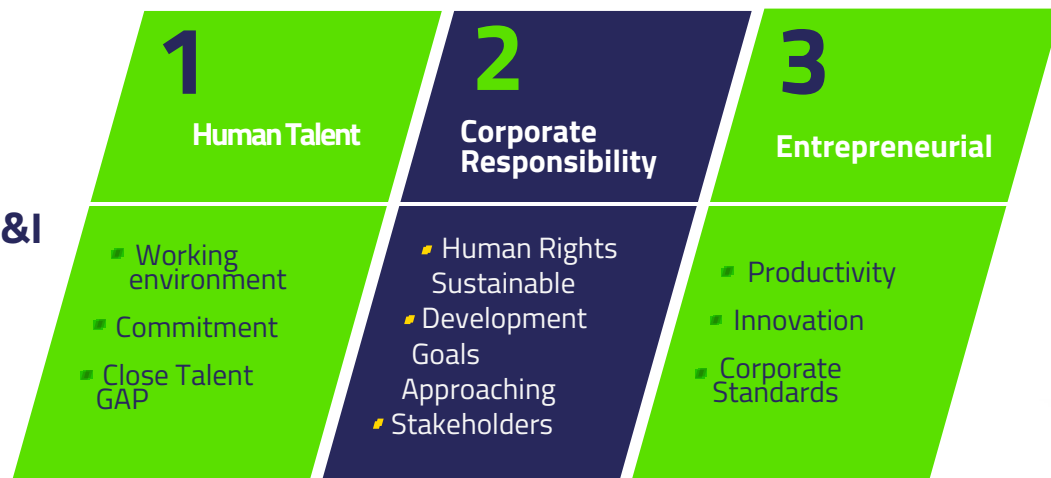 &I
1
Human Talent
Working
environment
Commitment
Close Talent
GAP
2
Corporate
Responsibility
Human Rights
Sustainable
Development
Goals
Approaching
Stakeholders
3
Entrepreneurial
Productivity
Innovation
Corporate
Standards